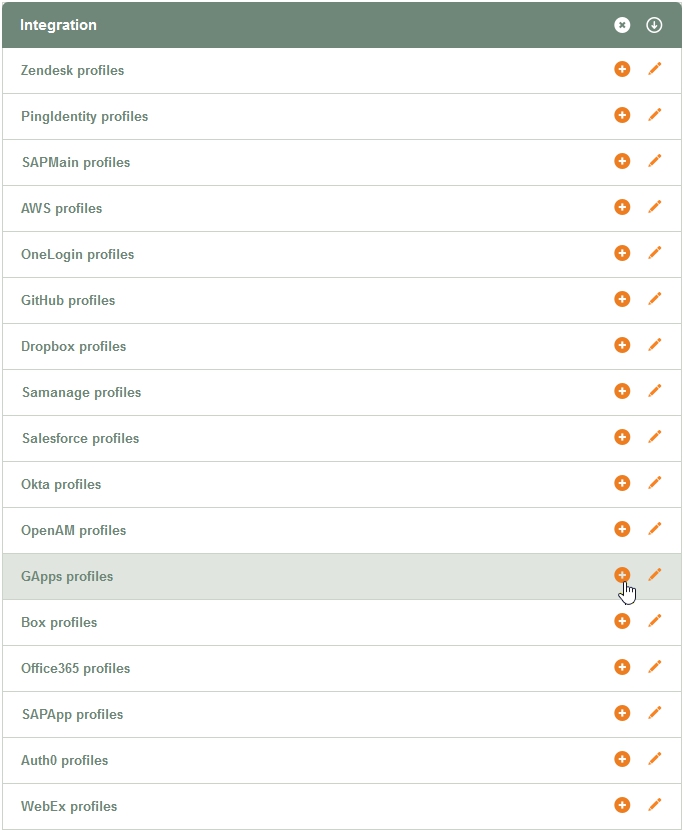 Integration
Zendesk profiles
PingIdentity profiles
SAPMain profiles
AWS profiles
OneLogin profiles
GitHub profiles
Dropbox profiles
Samanage profiles
Salesforce profiles
Okta profiles
OpenAM profiles
GApps profiles
Box profiles
Office365 profiles
SAPApp profiles
Auth0 profiles
WebEx profiles